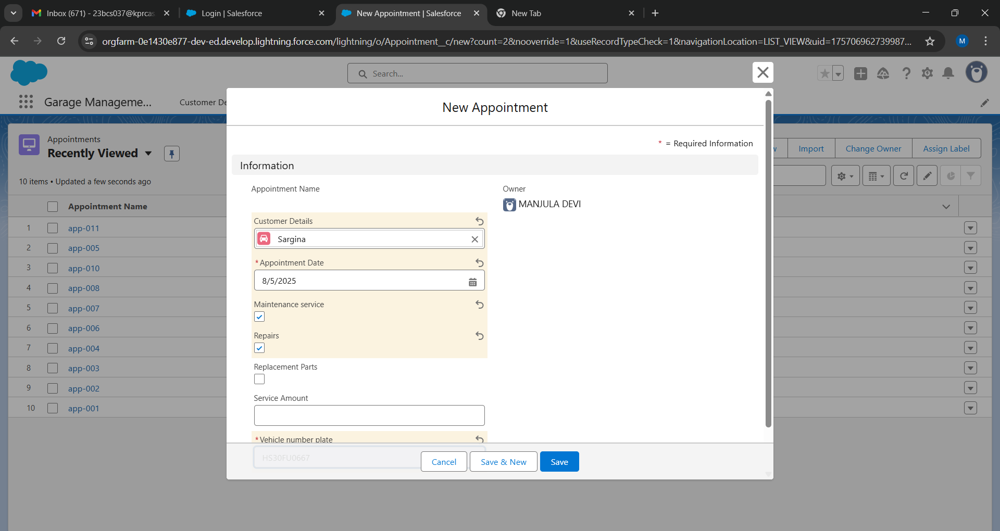 Inbox (671) - 23bcs037@kprcas
Login | Salesforce
New Appointment | Salesforce
New Tab
orgfarm-0e1430e877-dev-ed.develop.lightning.force.com/lightning/o/Appointment__c/new?count=2&nooverride=1&useRecordTypeCheck=1&navigationLocation=LIST_VIEW&uid=175706962739987...
M
Search...
Garage Manageme...
Customer De
New Appointment
* = Required Information
Appointments
Recently Viewed
Import
Change Owner
Assign Label
10 items • Updated a few seconds ago
Appointment Name
1 app-011
2 app-005
3 app-010
4 app-008
5 app-007
6 app-006
7 app-004
8 app-003
9 app-002
10 app-001
Information
Appointment Name
Owner
MANJULA DEVI
Customer Details
Sargina
* Appointment Date
8/5/2025
Maintenance service
Repairs
Replacement Parts
Service Amount
* Vehicle number plate
HS30FU0667
Cancel
Save & New
Save